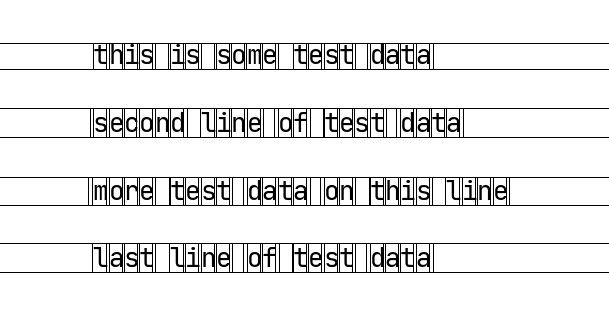 this is some test data
second line of test data
more test data on this line
last line of test data